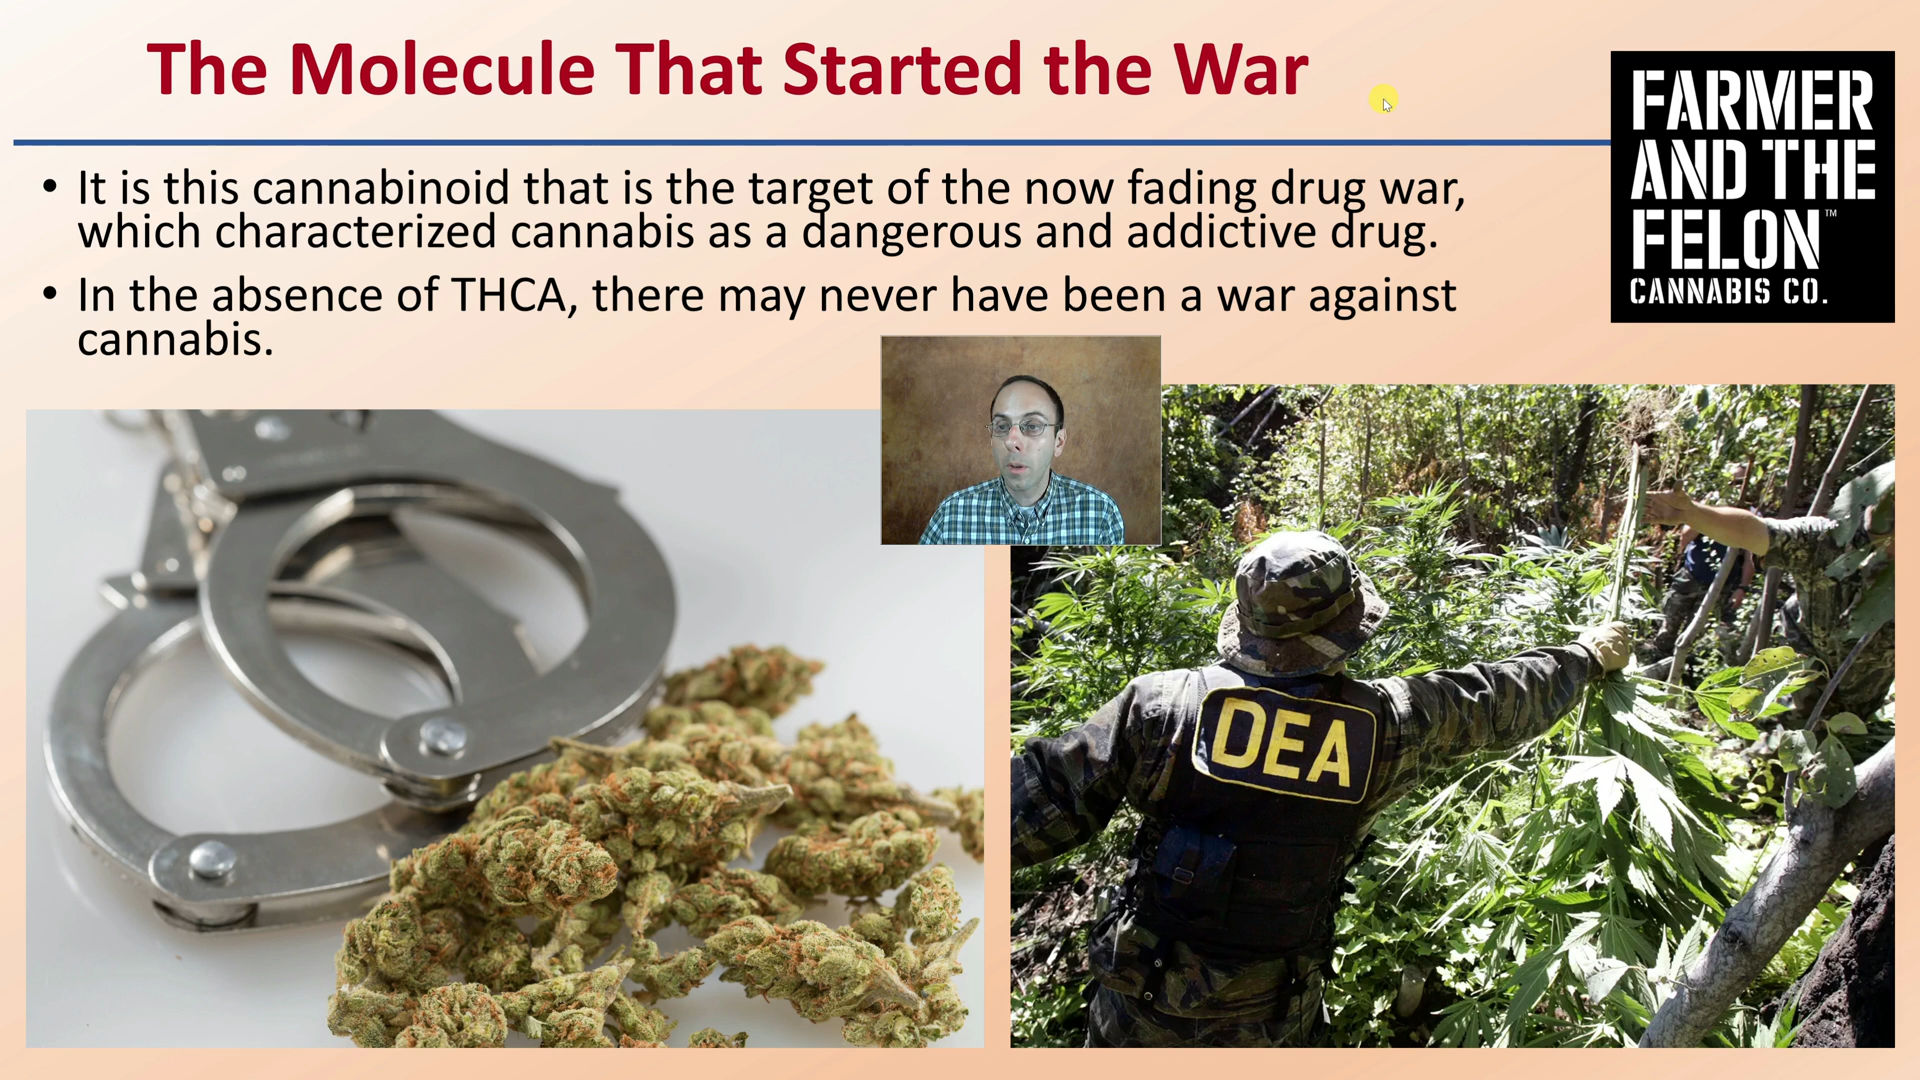 The Molecule That Started the War
• It is this cannabinoid that is the target of the now fading drug war,
which characterized cannabis as a dangerous and addictive drug.
• In the absence of THCA, there may never have been a war against
cannabis.
FARMER
AND THE
FELON™
CANNABIS CO.
DEA